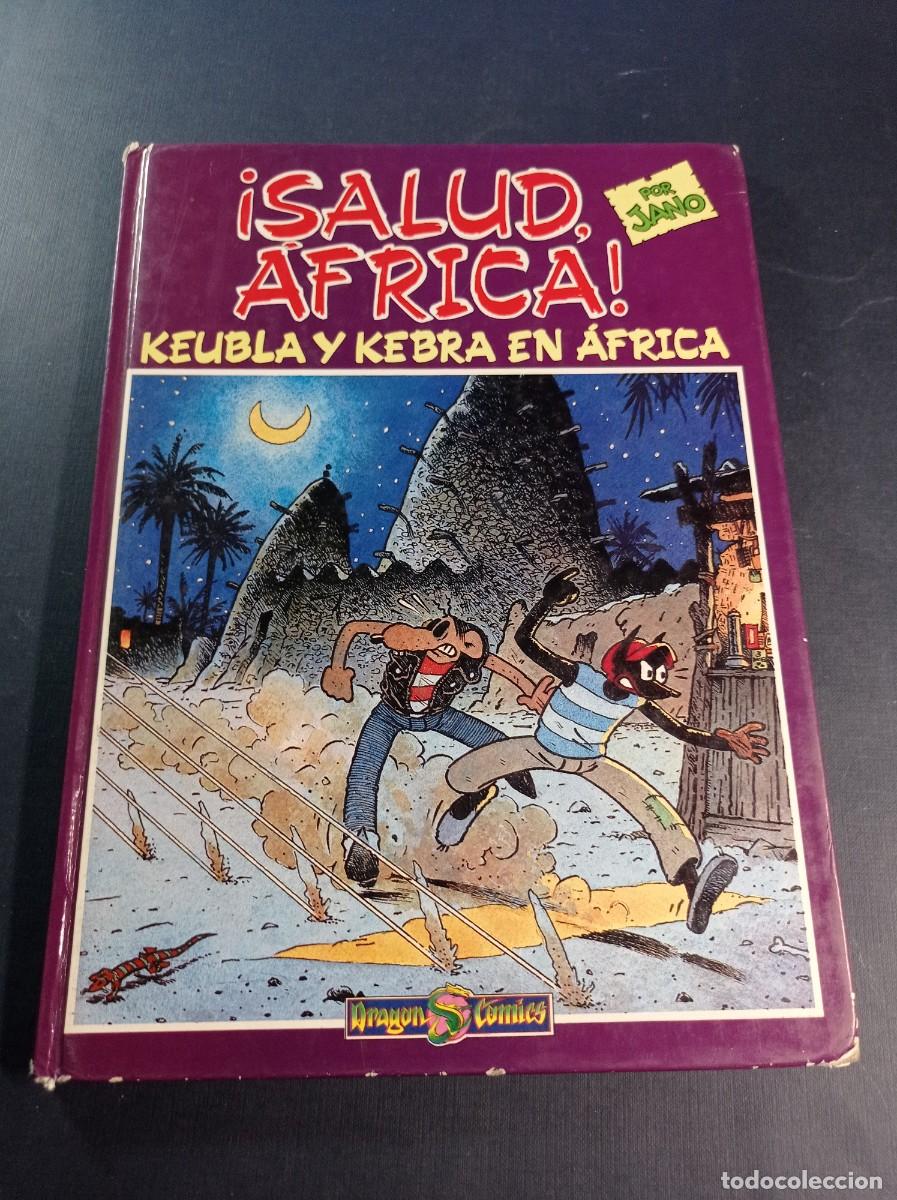 ¡SALUD,
ÁFRICA!
POR
JANO
KEUBLA Y KEBRA EN ÁFRICA
Dragon Comics
todocoleccion